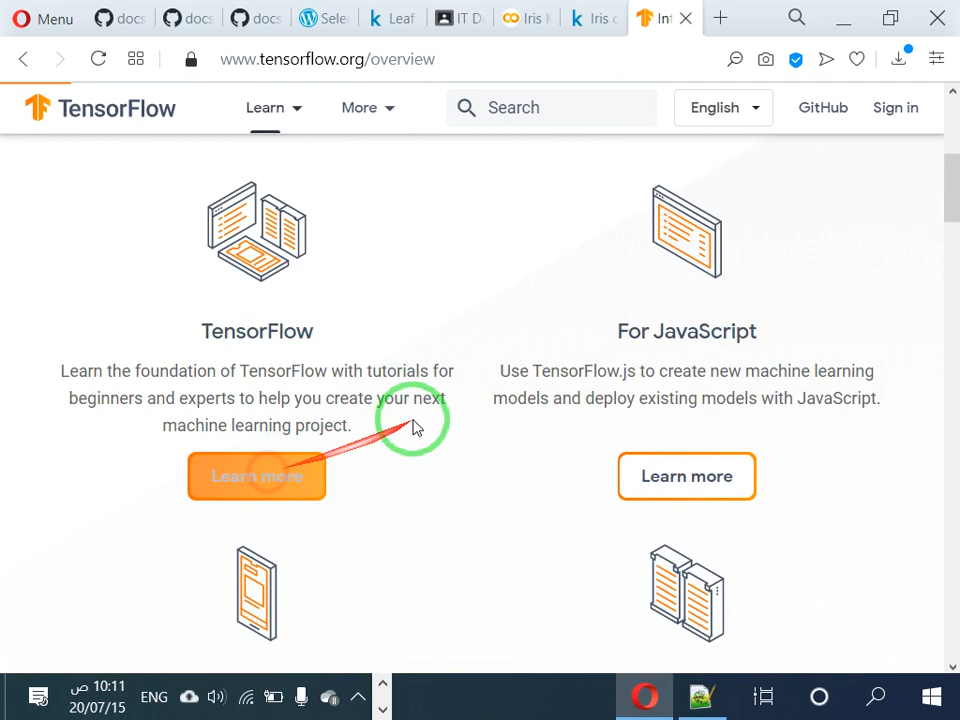 Menu
docs
docs
docs
Selec
Leaf
IT Da
Iris K
Iris c
Int
www.tensorflow.org/overview
TensorFlow
Learn
More
Search
English
GitHub
Sign in
TensorFlow
Learn the foundation of TensorFlow with tutorials for
beginners and experts to help you create your next
machine learning project.
Learn more
For JavaScript
Use TensorFlow.js to create new machine learning
models and deploy existing models with JavaScript.
Learn more
10:11 ص
20/07/15
ENG